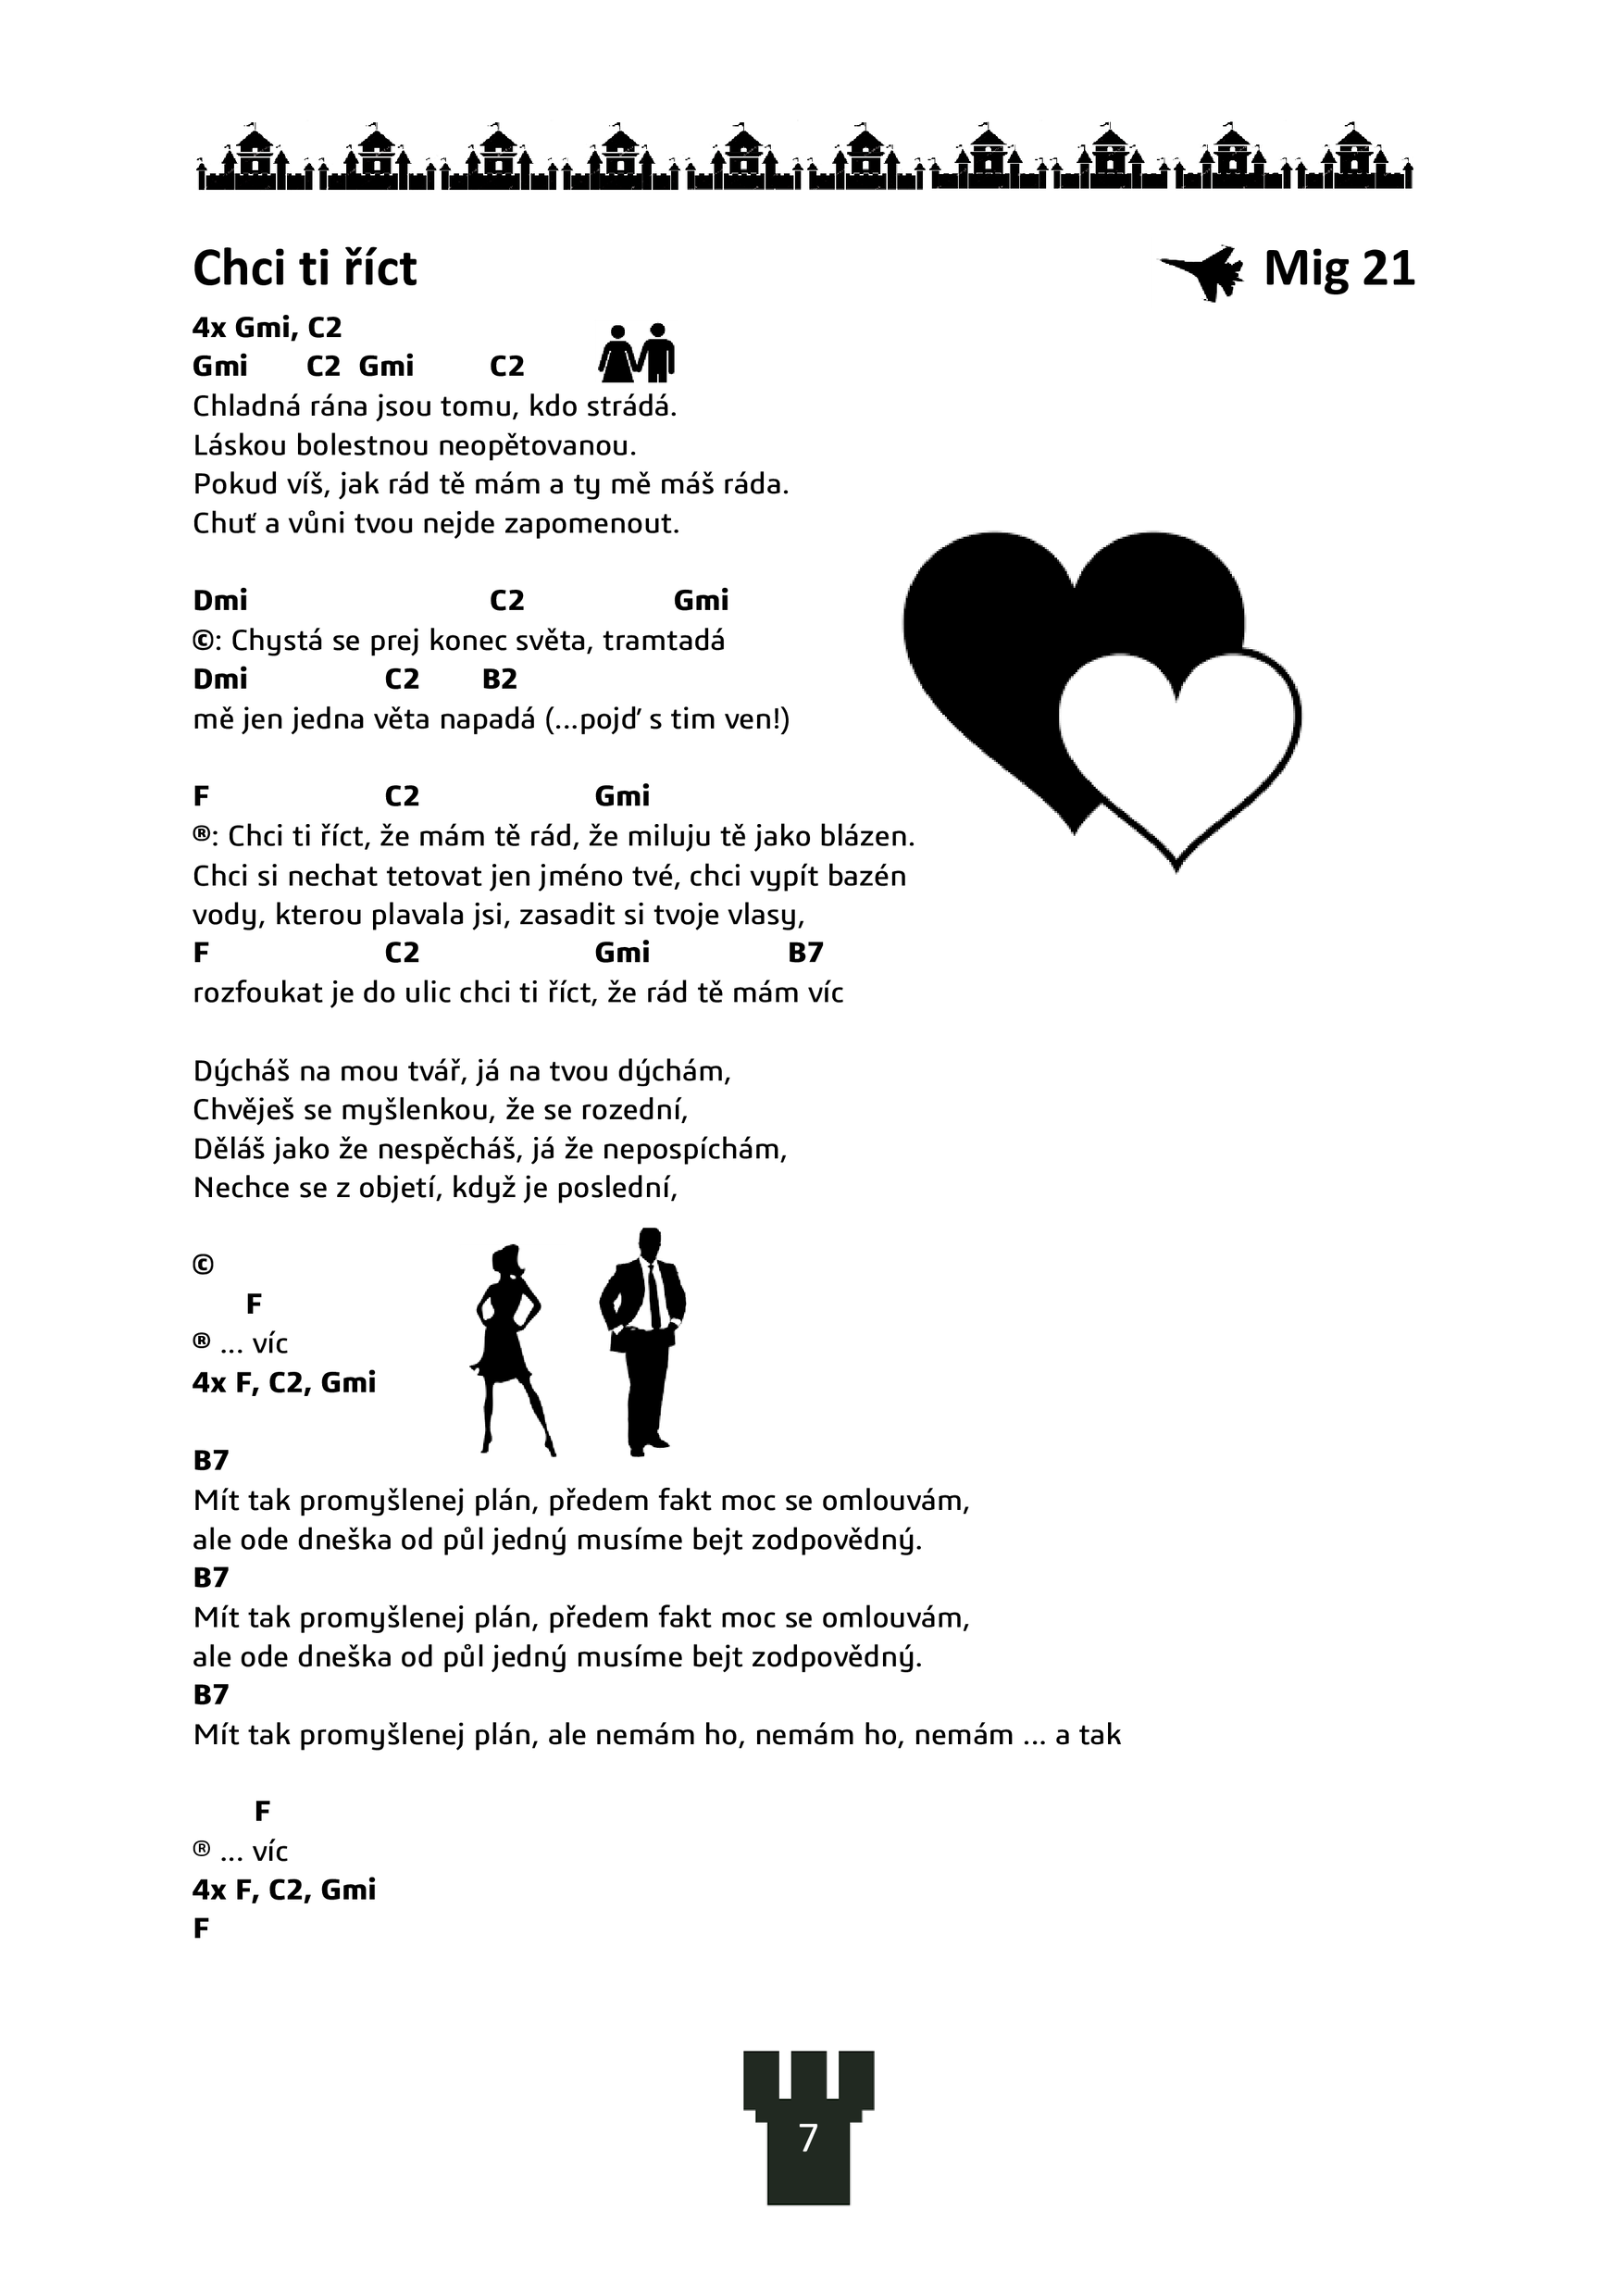 Chci ti říct
Mig 21
4x Gmi, C2
Gmi C2 Gmi C2
Chladná rána jsou tomu, kdo strádá.
Láskou bolestnou neopětovanou.
Pokud víš, jak rád tě mám a ty mě máš ráda.
Chuť a vůni tvou nejde zapomenout.
Dmi C2 Gmi
©: Chystá se prej konec světa, tramtadá
Dmi C2 B2
mě jen jedna věta napadá (...pojď s tim ven!)
F C2 Gmi
®: Chci ti říct, že mám tě rád, že miluju tě jako blázen.
Chci si nechat tetovat jen jméno tvé, chci vypít bazén
vody, kterou plavala jsi, zasadit si tvoje vlasy,
F C2 Gmi B7
rozfoukat je do ulic chci ti říct, že rád tě mám víc
Dýcháš na mou tvář, já na tvou dýchám,
Chvěješ se myšlenkou, že se rozední,
Děláš jako že nespěcháš, já že nepospíchám,
Nechce se z objetí, když je poslední,
©
F
® ... víc
4x F, C2, Gmi
B7
Mít tak promyšlenej plán, předem fakt moc se omlouvám,
ale ode dneška od půl jedný musíme bejt zodpovědný.
B7
Mít tak promyšlenej plán, předem fakt moc se omlouvám,
ale ode dneška od půl jedný musíme bejt zodpovědný.
B7
Mít tak promyšlenej plán, ale nemám ho, nemám ho, nemám ... a tak
F
® ... víc
4x F, C2, Gmi
F
7